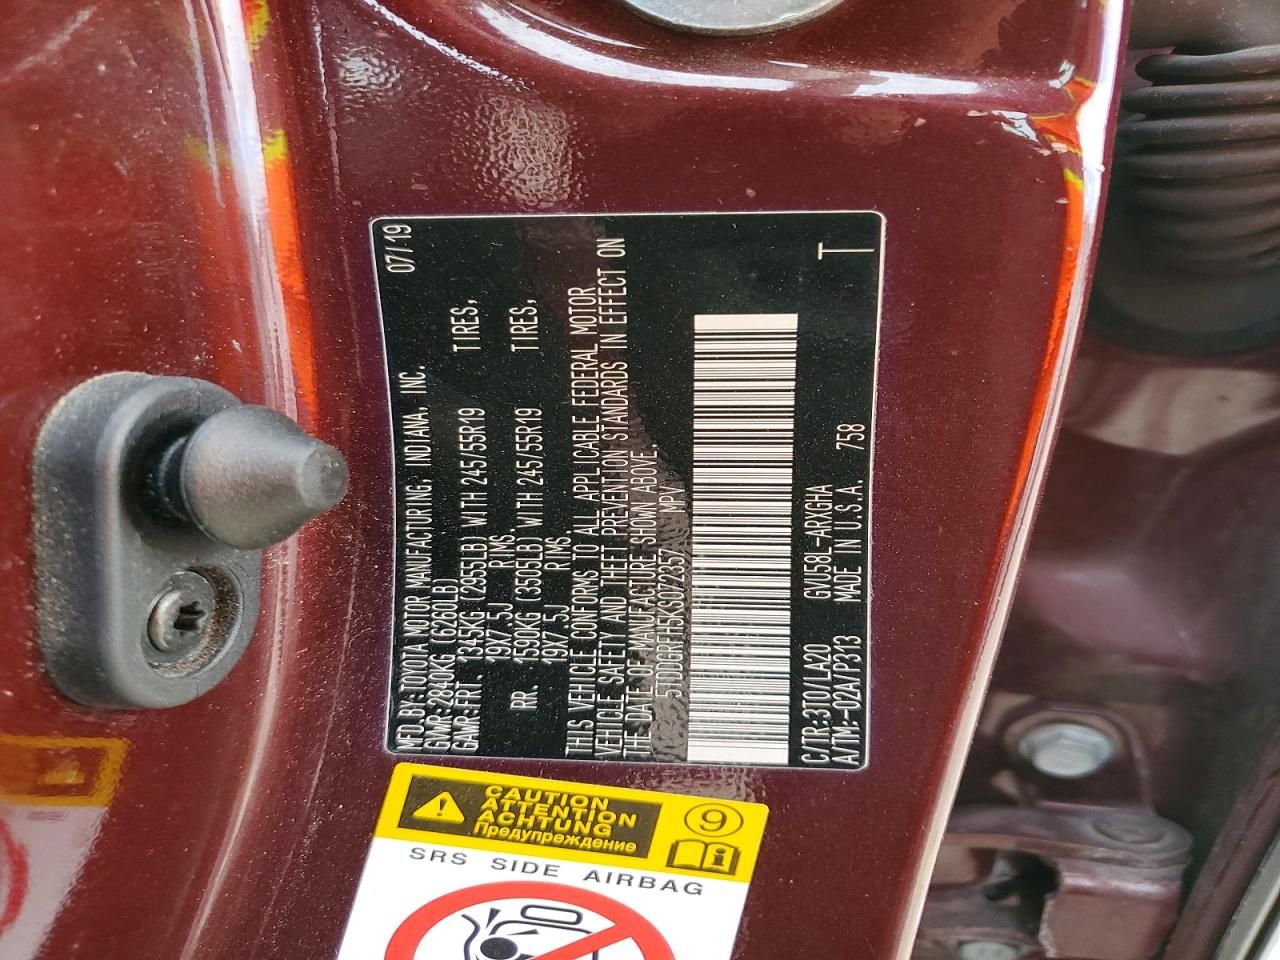 MFD.BY:TOYOTA MOTOR MANUFACTURING, INDIANA, INC. 07/19
GVWR:2840KG (6260LB)
GAWR:FRT. 1345KG (2955LB) WITH 245/55R19 TIRES,
19X7.5J RIMS.
RR. 1590KG (3505LB) WITH 245/55R19 TIRES,
19X7.5J RIMS.
THIS VEHICLE CONFORMS TO ALL APPLICABLE FEDERAL MOTOR
VEHICLE SAFETY AND THEFT PREVENTION STANDARDS IN EFFECT ON
THE DATE OF MANUFACTURE SHOWN ABOVE.
5TDDGRFH5KS072357 MPV
C/TR:3T0/LA20 GVU58L-ARXGHA T
A/TM:-02A/P313 MADE IN U.S.A. 758
CAUTION
ATTENTION
ACHTUNG
Предупреждение
9
SRS SIDE AIRBAG